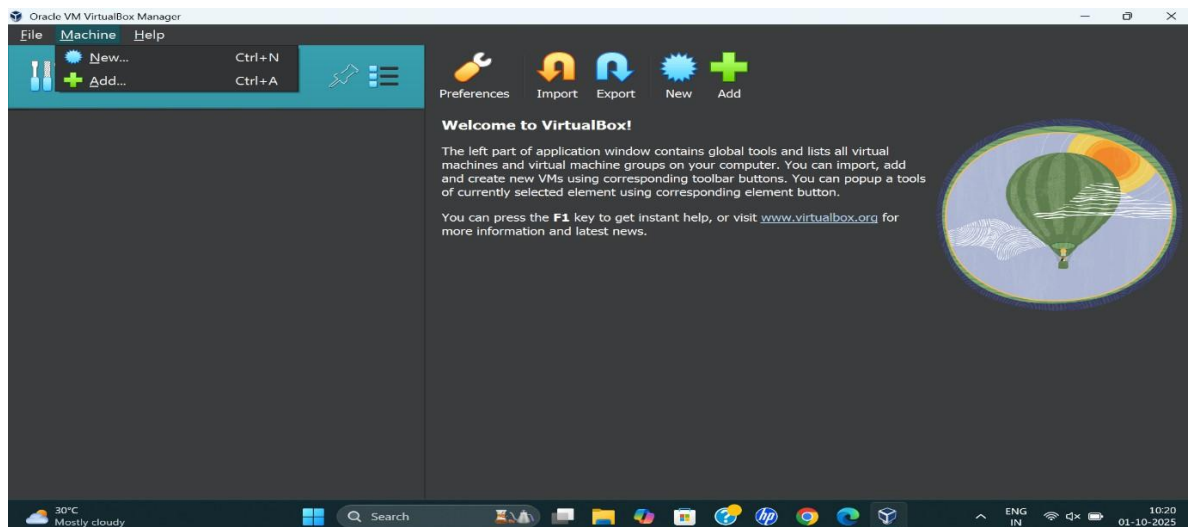 Oracle VM VirtualBox Manager
File Machine Help
New... Ctrl+N
Add... Ctrl+A
Preferences Import Export New Add
Welcome to VirtualBox!
The left part of application window contains global tools and lists all virtual
machines and virtual machine groups on your computer. You can import, add
and create new VMs using corresponding toolbar buttons. You can popup a tools
of currently selected element using corresponding element button.
You can press the F1 key to get instant help, or visit www.virtualbox.org for
more information and latest news.
30°C
Mostly cloudy
Search
hp
ENG
IN
10:20
01-10-2025